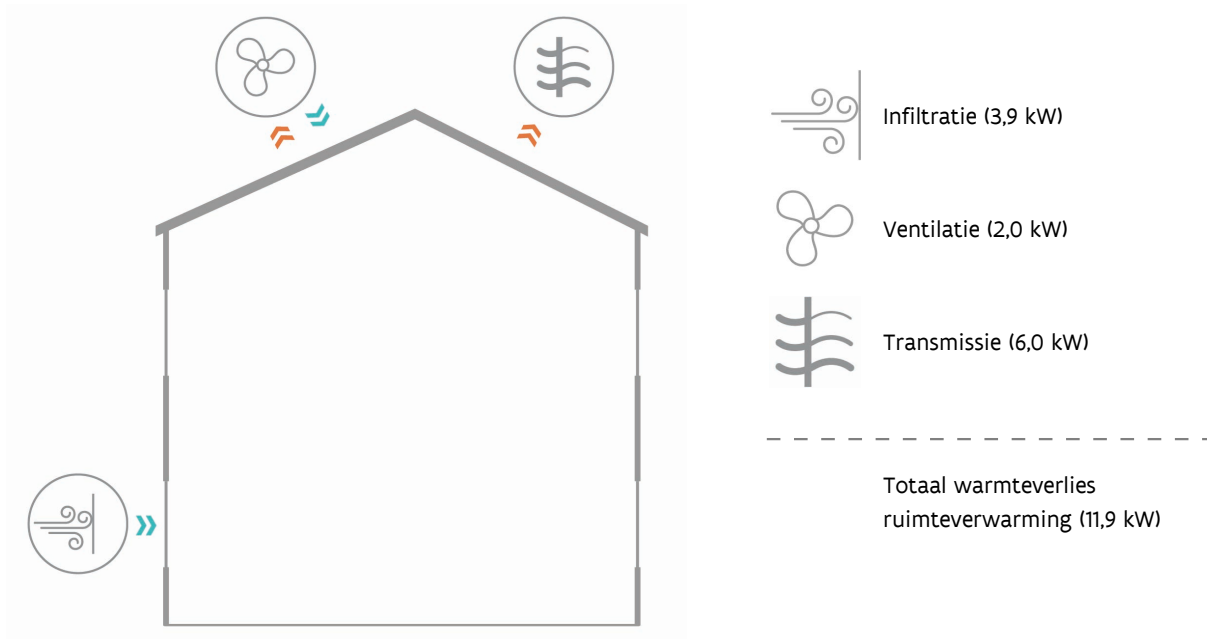 Infiltratie (3,9 kW)
Ventilatie (2,0 kW)
Transmissie (6,0 kW)
Totaal warmteverlies
ruimteverwarming (11,9 kW)